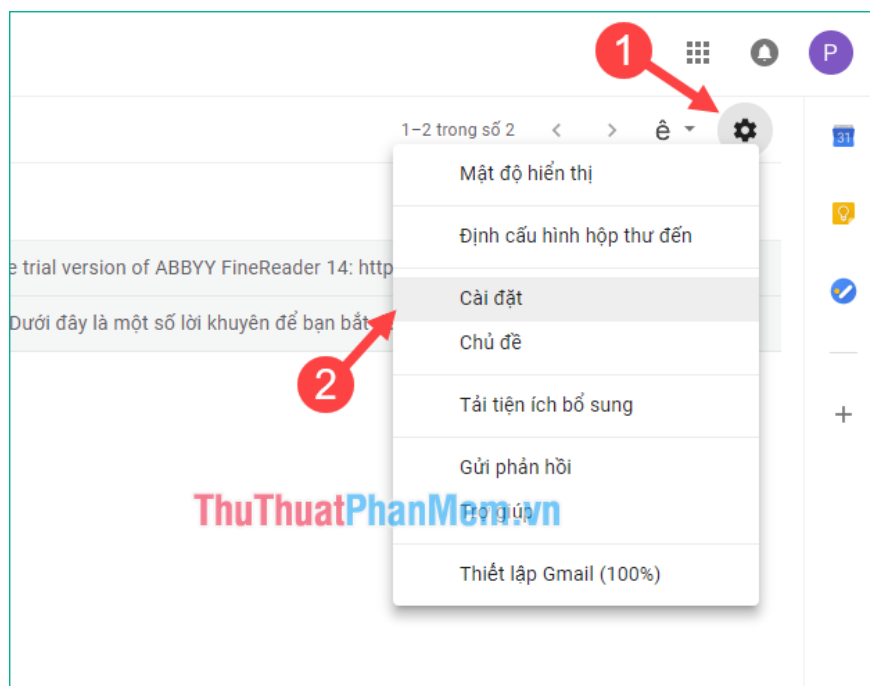 1
P
1–2 trong số 2
ê
31
Mật độ hiển thị
Định cấu hình hộp thư đến
e trial version of ABBYY FineReader 14: http
Cài đặt
Dưới đây là một số lời khuyên để bạn bắt
Chủ đề
2
Tải tiện ích bổ sung
Gửi phản hồi
ThuThuatPhanMem.vn
Trợ giúp
Thiết lập Gmail (100%)